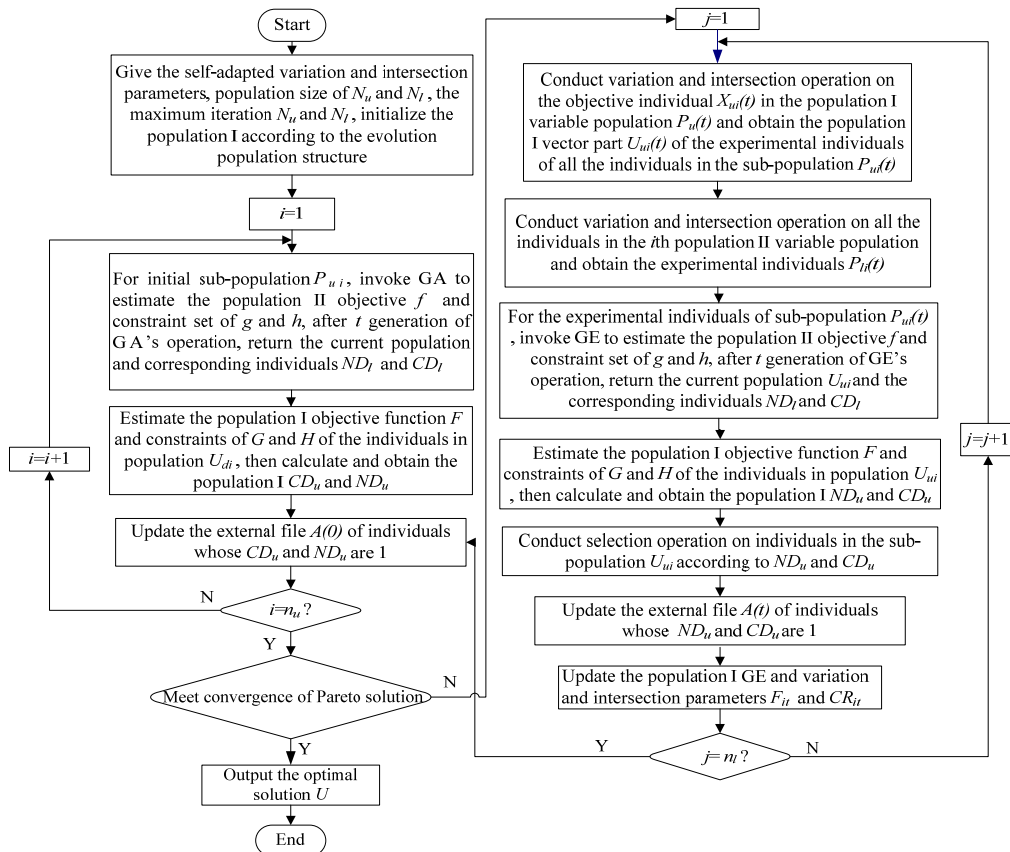 Start
Give the self-adapted variation and intersection
parameters, population size of Nu and Nl , the
maximum iteration Nu and Nl , initialize the
population I according to the evolution
population structure
i=1
For initial sub-population Pu i , invoke GA to
estimate the population II objective f and
constraint set of g and h, after t generation of
GA's operation, return the current population
and corresponding individuals NDl and CDl
Estimate the population I objective function F
and constraints of G and H of the individuals in
population Udi, then calculate and obtain the
population I CDu and NDu
i=i+1
Update the external file A(0) of individuals
whose CDu and NDu are 1
N
i=nu ?
Y
Meet convergence of Pareto solution
N
Y
Output the optimal
solution U
End
j=1
Conduct variation and intersection operation on
the objective individual Xui(t) in the population I
variable population Pu(t) and obtain the population
I vector part Uui(t) of the experimental individuals
of all the individuals in the sub-population Pui(t)
Conduct variation and intersection operation on all the
individuals in the ith population II variable population
and obtain the experimental individuals Pli(t)
For the experimental individuals of sub-population Pui(t)
, invoke GE to estimate the population II objective f and
constraint set of g and h, after t generation of GE's
operation, return the current population Uui and the
corresponding individuals NDl and CDl
j=j+1
Estimate the population I objective function F and
constraints of G and H of the individuals in population Uui
, then calculate and obtain the population I NDu and CDu
Conduct selection operation on individuals in the sub-
population Uui according to NDu and CDu
Update the external file A(t) of individuals
whose NDu and CDu are 1
Update the population I GE and variation
and intersection parameters Fit and CRit
Y
j= nl ?
N